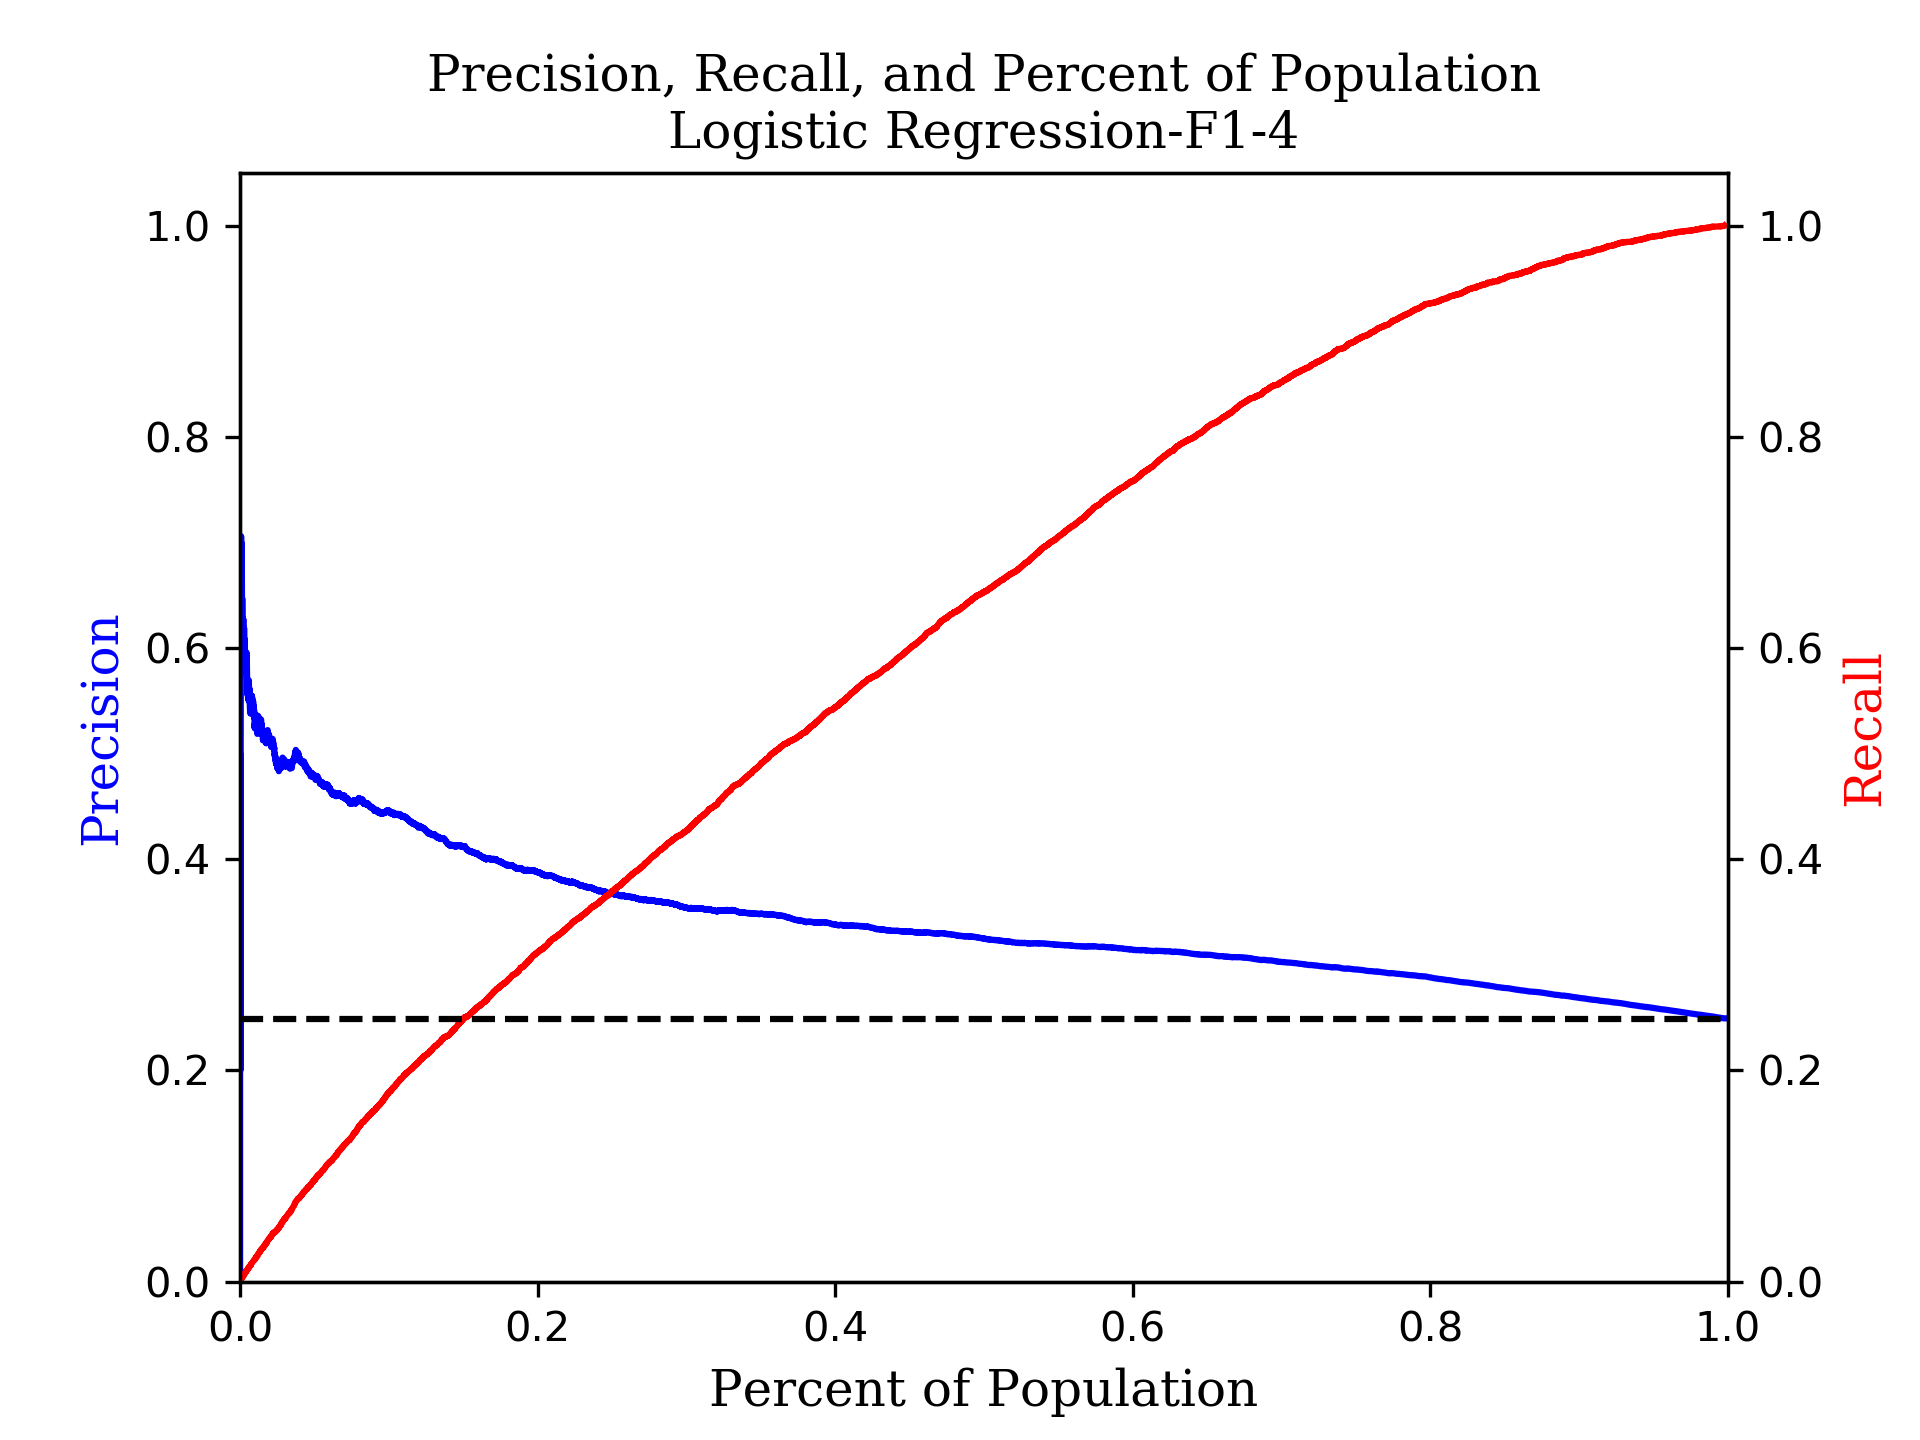 Precision, Recall, and Percent of Population
Logistic Regression-F1-4
1.0
0.8
0.6
0.4
0.2
0.0
Precision
1.0
0.8
0.6
0.4
0.2
0.0
Recall
0.0 0.2 0.4 0.6 0.8 1.0
Percent of Population